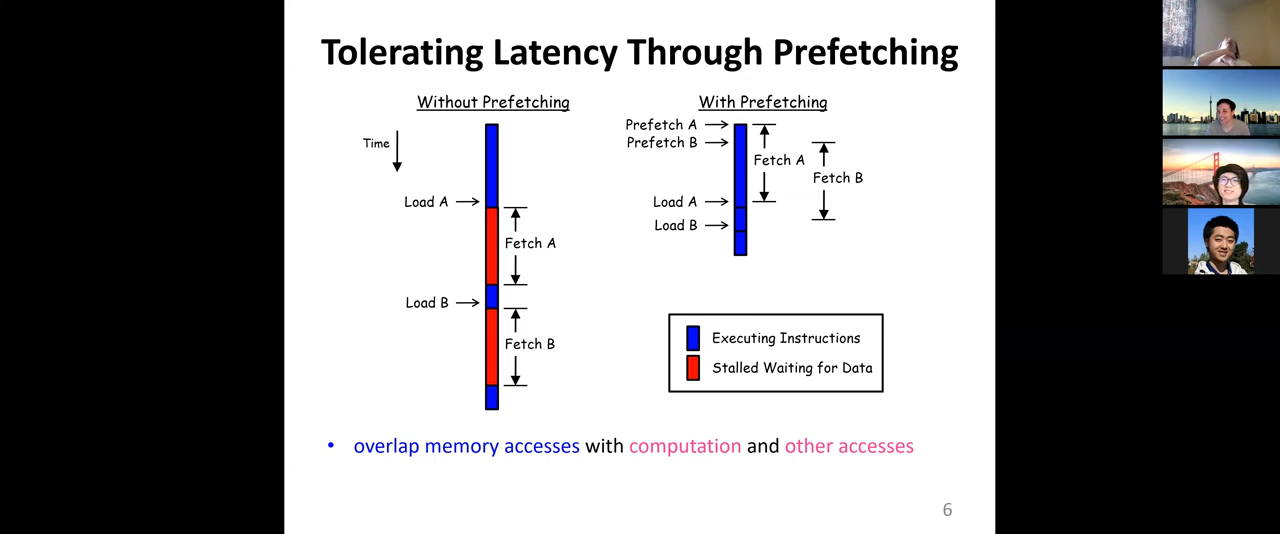 Tolerating Latency Through Prefetching
Without Prefetching
Time
Load A
Fetch A
Load B
Fetch B
With Prefetching
Prefetch A
Prefetch B
Fetch A
Fetch B
Load A
Load B
Executing Instructions
Stalled Waiting for Data
• overlap memory accesses with computation and other accesses
6